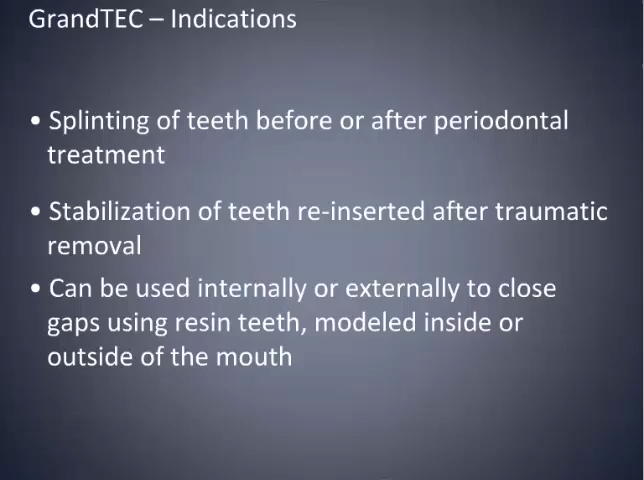 GrandTEC – Indications
• Splinting of teeth before or after periodontal
treatment
• Stabilization of teeth re-inserted after traumatic
removal
• Can be used internally or externally to close
gaps using resin teeth, modeled inside or
outside of the mouth